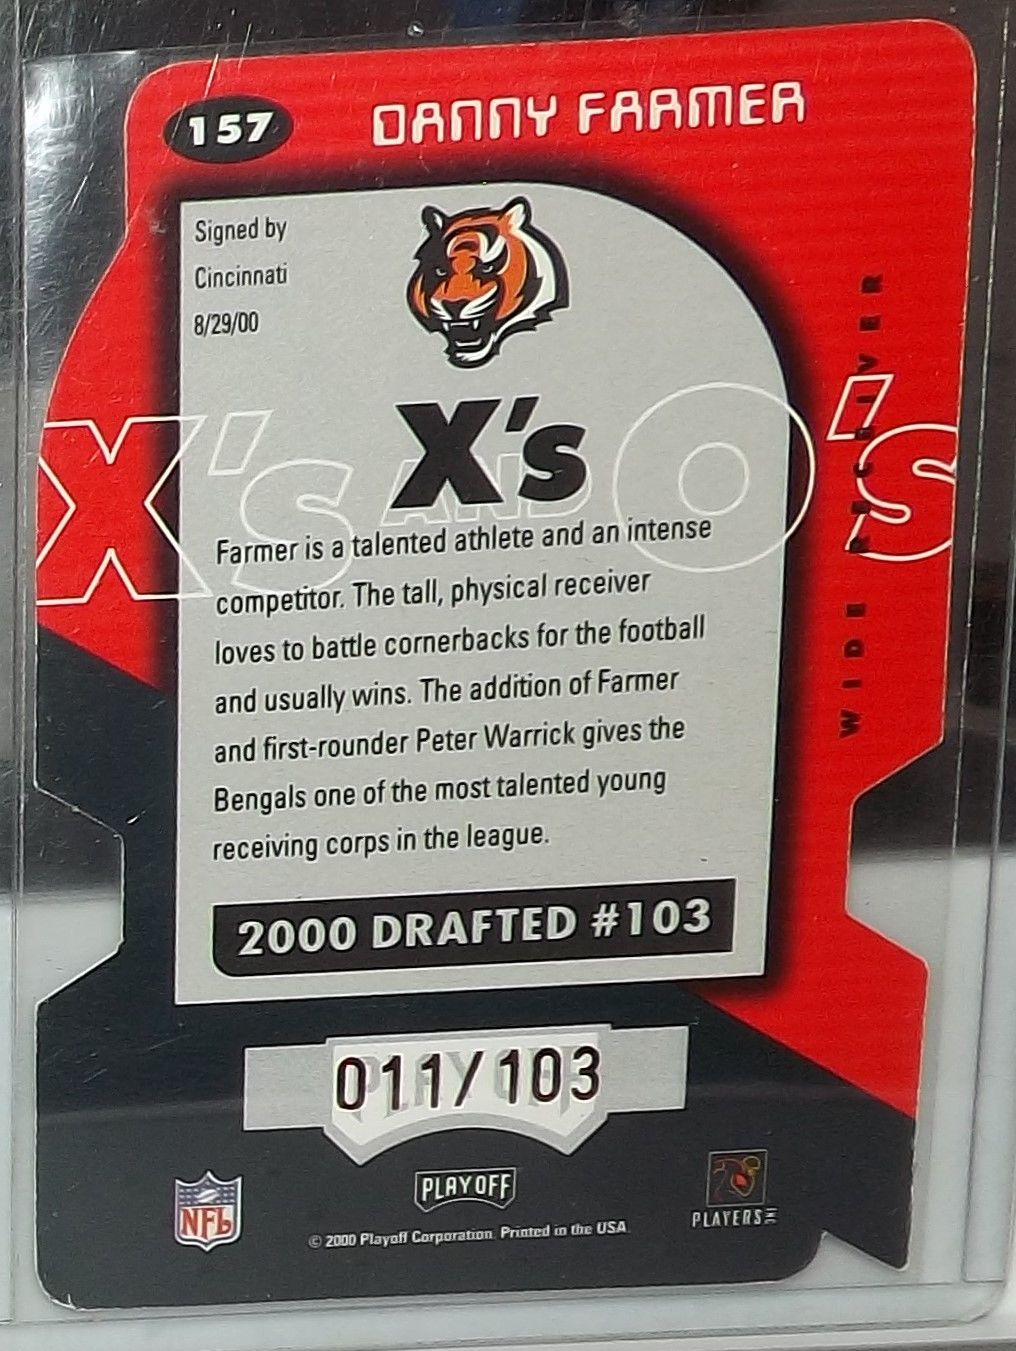 157
DANNY FARMER
Signed by
Cincinnati
8/29/00
X's
X's AND O's
WIDE RECEIVER
Farmer is a talented athlete and an intense
competitor. The tall, physical receiver
loves to battle cornerbacks for the football
and usually wins. The addition of Farmer
and first-rounder Peter Warrick gives the
Bengals one of the most talented young
receiving corps in the league.
2000 DRAFTED #103
PLAYOFF
011/103
NFL
PLAYOFF
© 2000 Playoff Corporation. Printed in the USA
PLAYERS INC